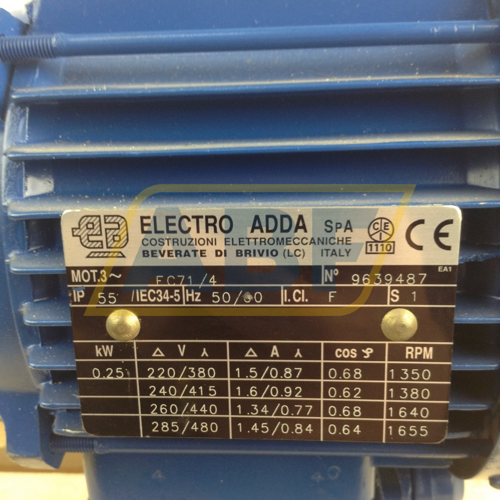 ELECTRO ADDA SpA
COSTRUZIONI ELETTROMECCANICHE
BEVERATE DI BRIVIO (LC) ITALY
CE
1110
CE
MOT.3~ FC71/4 N° 9639487
EA1
IP 55 /IEC34-5 Hz 50/60 I.Cl. F S 1
kW Δ V ⅄ Δ A ⅄ cos φ RPM
0.25 220/380 1.5/0.87 0.68 1350
240/415 1.6/0.92 0.62 1380
260/440 1.34/0.77 0.68 1640
285/480 1.45/0.84 0.64 1655